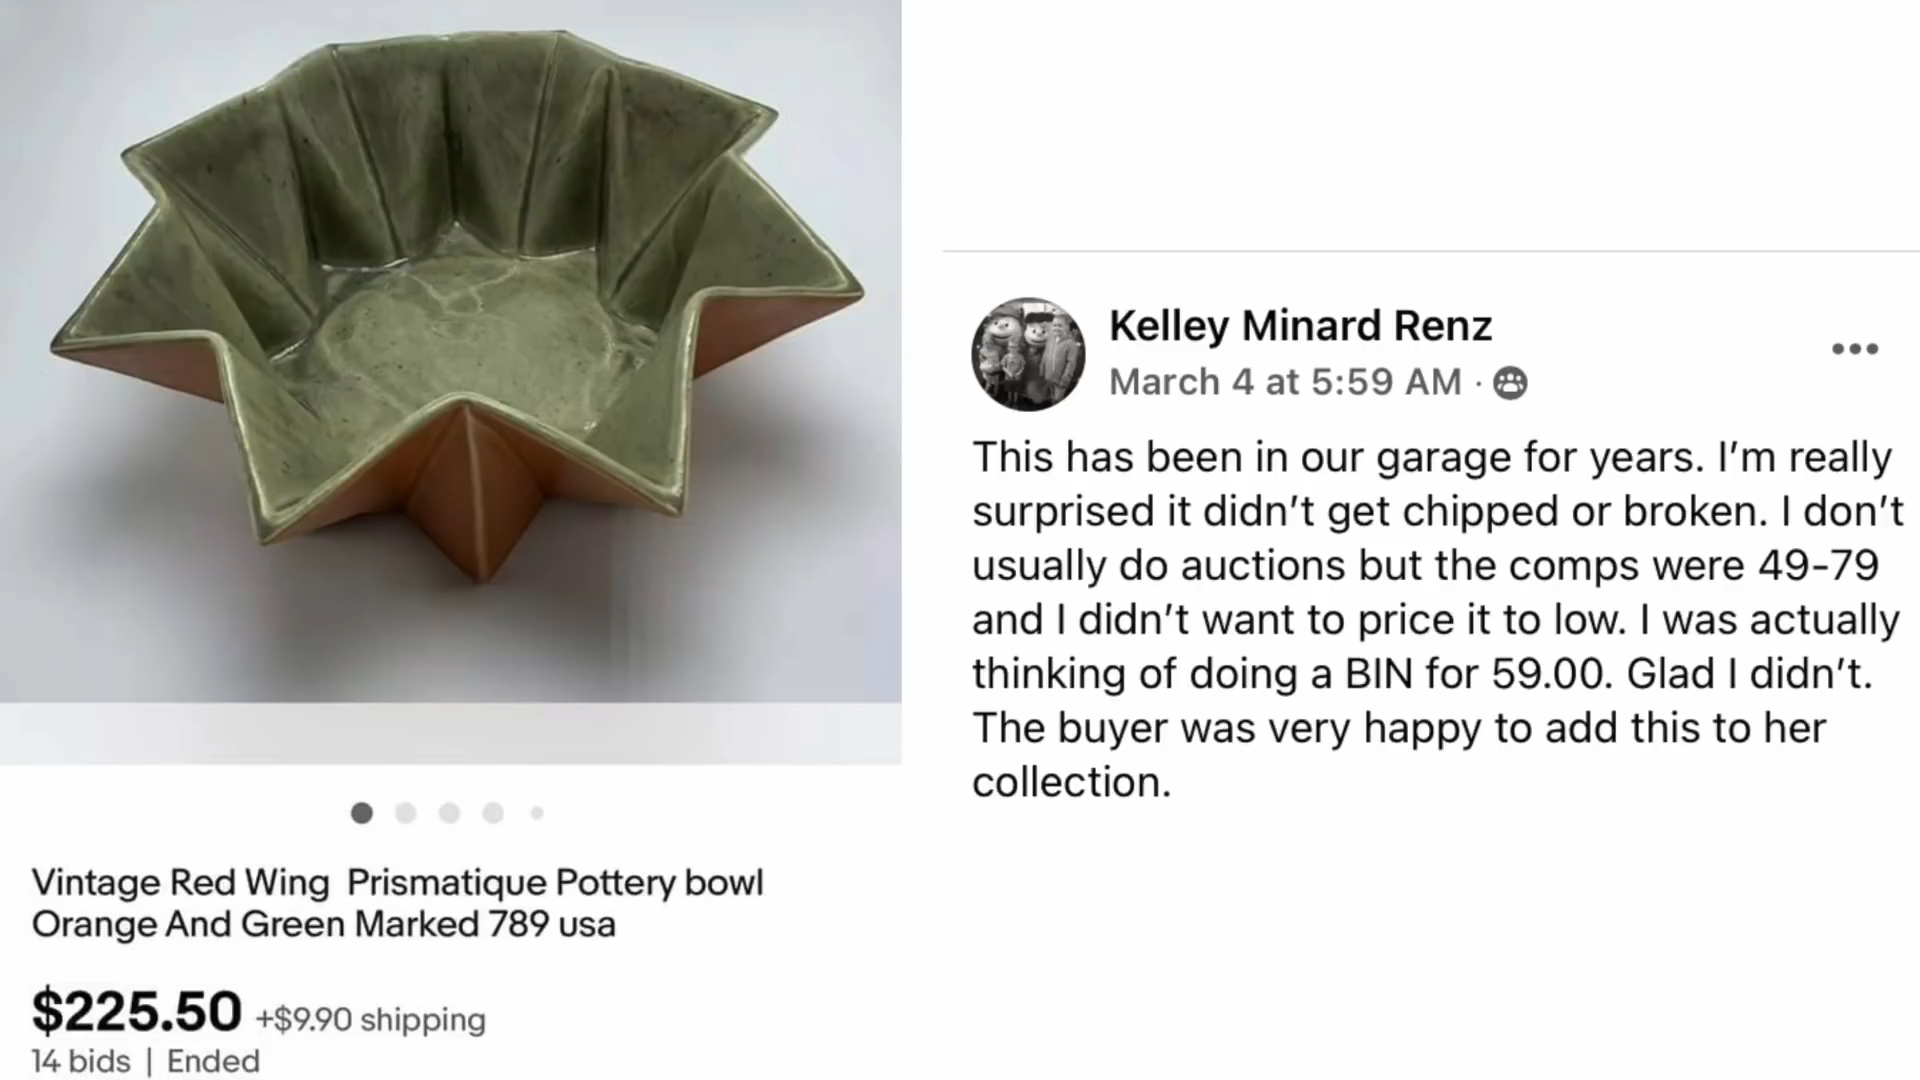 Vintage Red Wing Prismatique Pottery bowl
Orange And Green Marked 789 usa
$225.50 +$9.90 shipping
14 bids | Ended
Kelley Minard Renz
March 4 at 5:59 AM ·
This has been in our garage for years. I'm really
surprised it didn't get chipped or broken. I don't
usually do auctions but the comps were 49-79
and I didn't want to price it to low. I was actually
thinking of doing a BIN for 59.00. Glad I didn't.
The buyer was very happy to add this to her
collection.